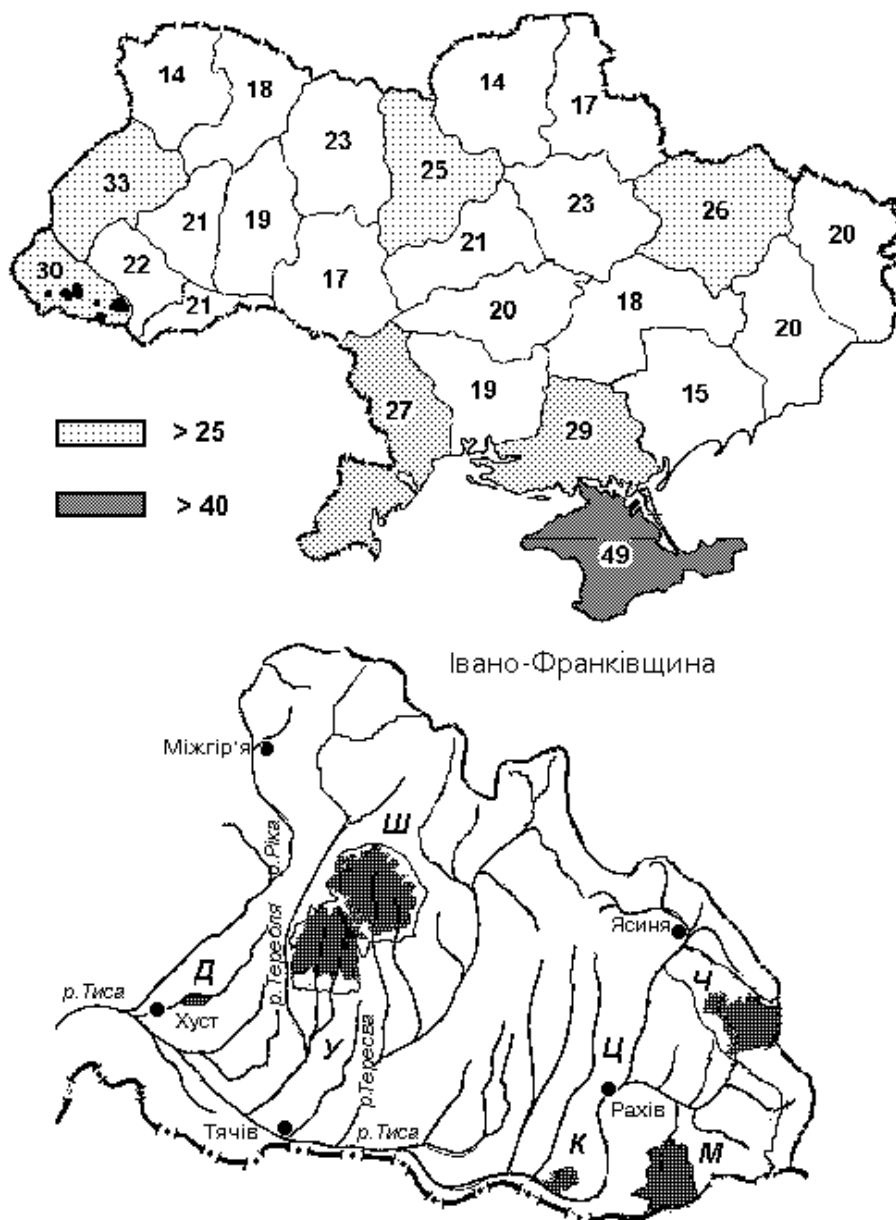 14
18
14
17
23
25
33
23
26
21
19
21
20
30
22
17
21
20
18
20
27
19
15
29
> 25
> 40
49
Івано-Франківщина
Міжгір'я
Ш
р.Ріка
Ясиня
р.Теребля
Д
Ч
р.Тиса
Хуст
У
р.Тересва
Ц
Рахів
Тячів
р.Тиса
К
М